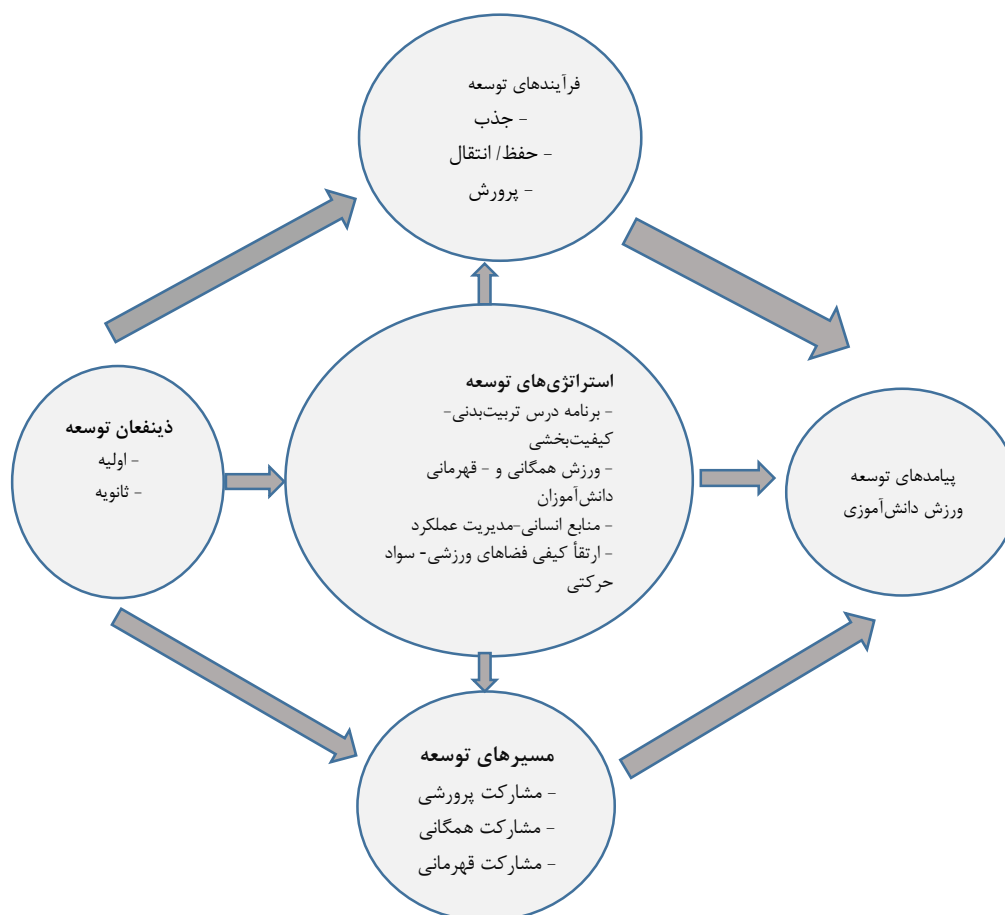 فرآیندهای توسعه
- جذب
- حفظ/ انتقال
- پرورش
ذینفعان توسعه
- اولیه
- ثانویه
استراتژی‌های توسعه
- برنامه درس تربیت‌بدنی-
کیفیت‌بخشی
- ورزش همگانی و - قهرمانی
دانش‌آموزان
- منابع انسانی-مدیریت عملکرد
- ارتقأ کیفی فضاهای ورزشی- سواد
حرکتی
پیامدهای توسعه
ورزش دانش‌آموزی
مسیرهای توسعه
- مشارکت پرورشی
- مشارکت همگانی
- مشارکت قهرمانی